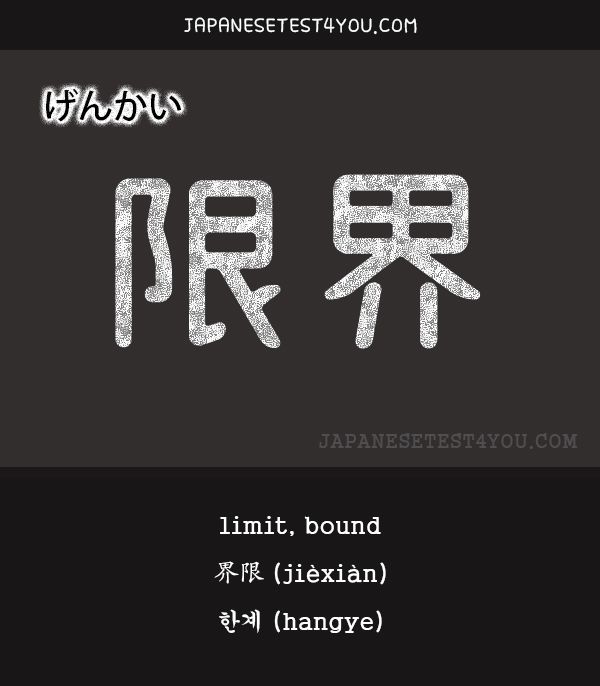 JAPANESETEST4YOU.COM
げんかい
限界
JAPANESETEST4YOU.COM
limit, bound
界限 (jièxiàn)
한계 (hangye)